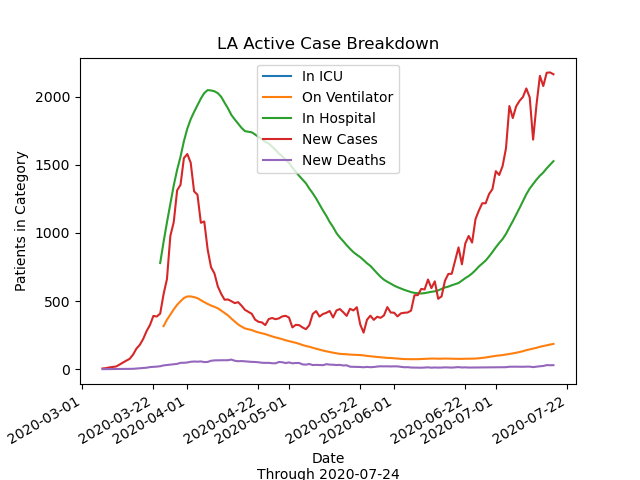 LA Active Case Breakdown
In ICU
On Ventilator
In Hospital
New Cases
New Deaths
Patients in Category
2000
1500
1000
500
0
2020-03-01
2020-03-22
2020-04-01
2020-04-22
2020-05-01
2020-05-22
2020-06-01
2020-06-22
2020-07-01
2020-07-22
Date
Through 2020-07-24